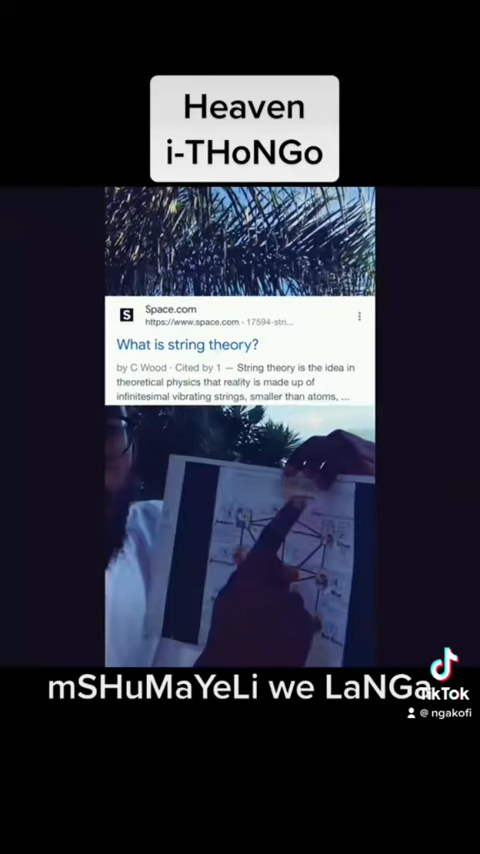 Heaven
i-THoNGo
S
Space.com
https://www.space.com · 17594-stri...
What is string theory?
by C Wood · Cited by 1 — String theory is the idea in
theoretical physics that reality is made up of
infinitesimal vibrating strings, smaller than atoms, ...
mSHuMaYeLi we LaNGa
TikTok
@ ngakofi